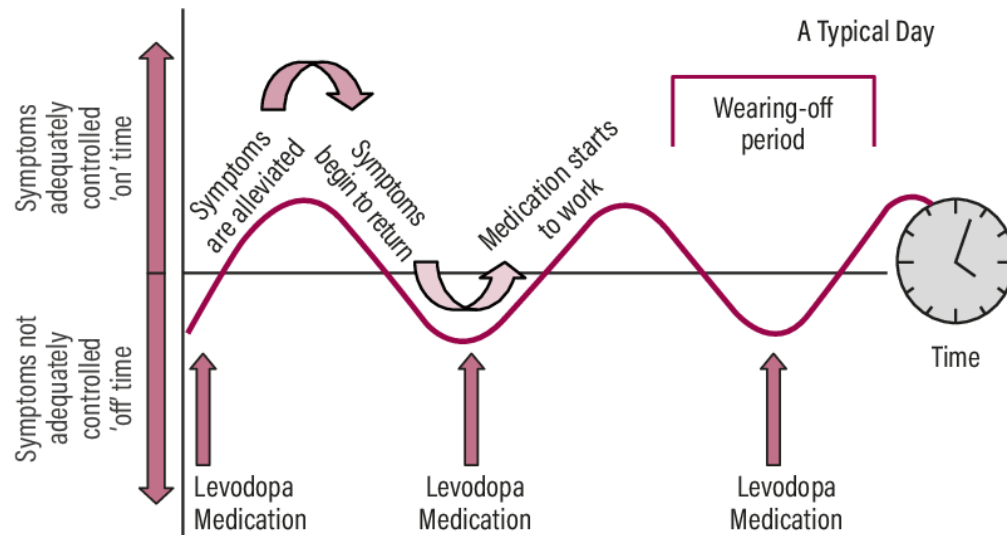 A Typical Day
Symptoms
adequately
controlled
'on' time
Symptoms not
adequately
controlled
'off' time
Symptoms
are alleviated
Symptoms
begin to return
Medication starts
to work
Wearing-off
period
Time
Levodopa
Medication
Levodopa
Medication
Levodopa
Medication